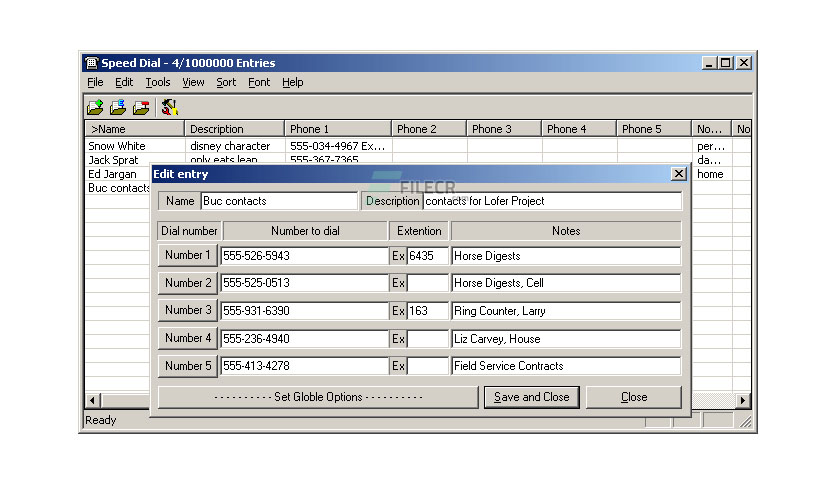 Speed Dial - 4/1000000 Entries
File Edit Tools View Sort Font Help
>Name Description Phone 1 Phone 2 Phone 3 Phone 4 Phone 5 No... No
Snow White disney character 555-034-4967 Ex... per...
Jack Sprat only eats lean 555-367-7365 da...
Ed Jargan home
Buc contacts
Edit entry
FILECR
Name Buc contacts Description contacts for Lofer Project
Dial number Number to dial Extention Notes
Number 1 555-526-5943 Ex 6435 Horse Digests
Number 2 555-525-0513 Ex Horse Digests, Cell
Number 3 555-931-6390 Ex 163 Ring Counter, Larry
Number 4 555-236-4940 Ex Liz Carvey, House
Number 5 555-413-4278 Ex Field Service Contracts
- - - - - - - - - - Set Globle Options - - - - - - - - - - Save and Close Close
Ready